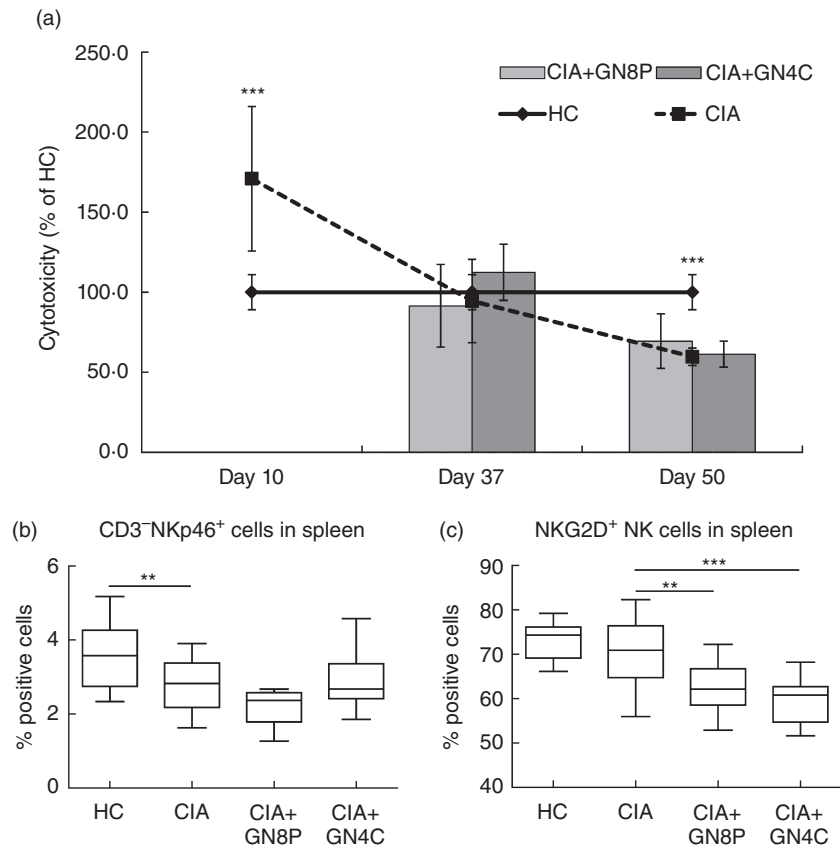 (a)
250·0
200·0
150·0
100·0
50·0
0·0
Cytotoxicity (% of HC)
CIA+GN8P CIA+GN4C
HC CIA
***
***
Day 10 Day 37 Day 50
(b) CD3⁻NKp46⁺ cells in spleen
6
4
2
0
% positive cells
**
HC CIA CIA+ CIA+
GN8P GN4C
(c) NKG2D⁺ NK cells in spleen
90
80
70
60
50
40
% positive cells
***
**
HC CIA CIA+ CIA+
GN8P GN4C